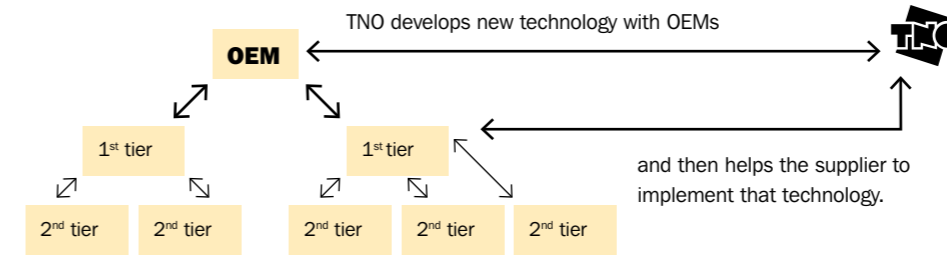 TNO develops new technology with OEMs
TNO
OEM
1st tier
1st tier
and then helps the supplier to
implement that technology.
2nd tier
2nd tier
2nd tier
2nd tier
2nd tier